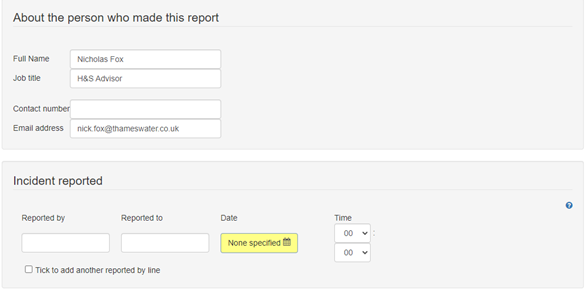 About the person who made this report
Full Name Nicholas Fox
Job title H&S Advisor
Contact number
Email address nick.fox@thameswater.co.uk
Incident reported
?
Reported by Reported to Date Time
None specified 00 :
00
Tick to add another reported by line